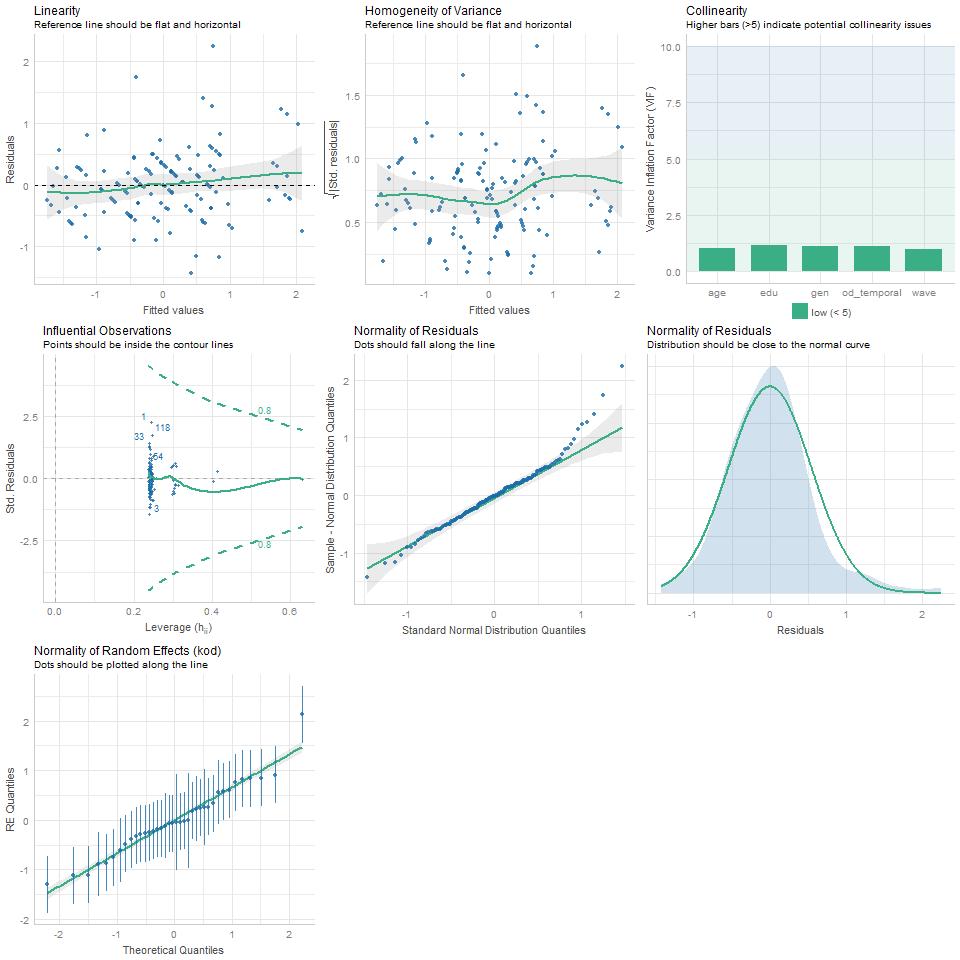 Linearity
Reference line should be flat and horizontal
Residuals
2
1
0
-1
-1
0
1
2
Fitted values
Homogeneity of Variance
Reference line should be flat and horizontal
√|Std. residuals|
1.5
1.0
0.5
-1
0
1
2
Fitted values
Collinearity
Higher bars (>5) indicate potential collinearity issues
Variance Inflation Factor (VIF)
10.0
7.5
5.0
2.5
0.0
age
edu
gen
od_temporal
wave
low (< 5)
Influential Observations
Points should be inside the contour lines
Std. Residuals
2.5
0.0
-2.5
1
118
33
54
3
0.8
0.8
0.0
0.2
0.4
0.6
Leverage (hii)
Normality of Residuals
Dots should fall along the line
Sample - Normal Distribution Quantiles
2
1
0
-1
-1
0
1
Standard Normal Distribution Quantiles
Normality of Residuals
Distribution should be close to the normal curve
-1
0
1
2
Residuals
Normality of Random Effects (kod)
Dots should be plotted along the line
RE Quantiles
2
1
0
-1
-2
-2
-1
0
1
2
Theoretical Quantiles